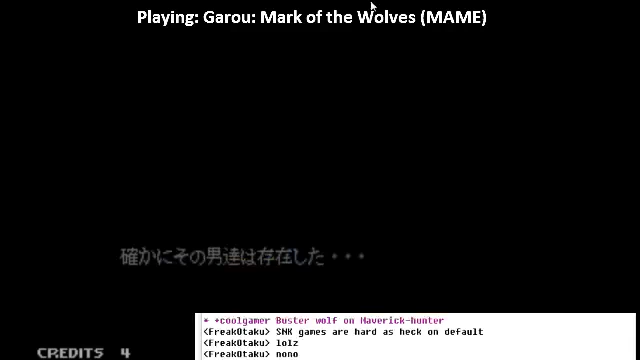 Playing: Garou: Mark of the Wolves (MAME)
確かにその男達は存在した・・・
* +coolgamer Buster wolf on Maverick-hunter
<FreakOtaku> SNK games are hard as heck on default
<FreakOtaku> lolz
<FreakOtaku> nono
CREDITS 4